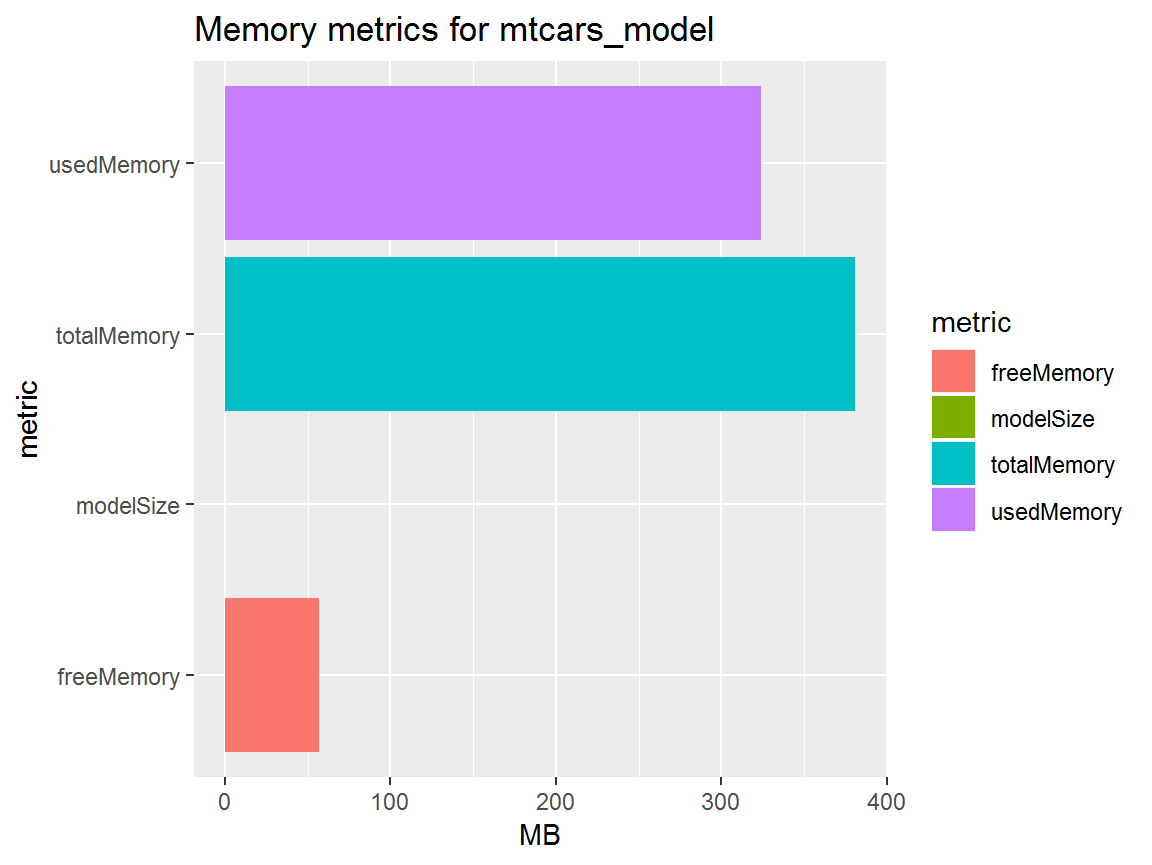 Memory metrics for mtcars_model
usedMemory
totalMemory
modelSize
freeMemory
metric
0 100 200 300 400
MB
metric
freeMemory
modelSize
totalMemory
usedMemory